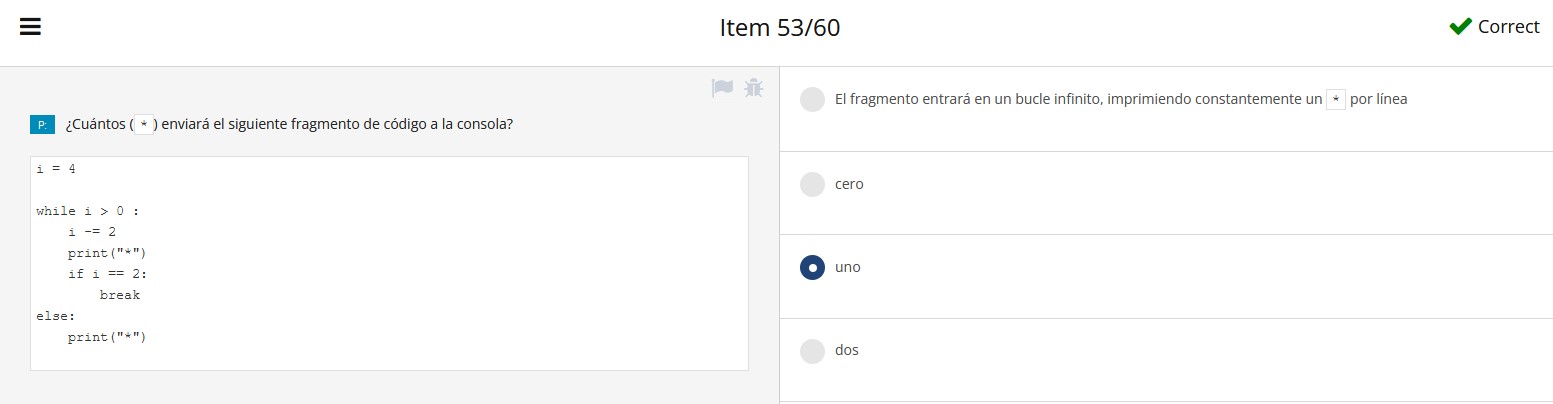 Item 53/60
Correct
P: ¿Cuántos ( * ) enviará el siguiente fragmento de código a la consola?
i = 4
while i > 0 :
    i -= 2
    print("*")
    if i == 2:
        break
else:
    print("*")
El fragmento entrará en un bucle infinito, imprimiendo constantemente un * por línea
cero
uno
dos